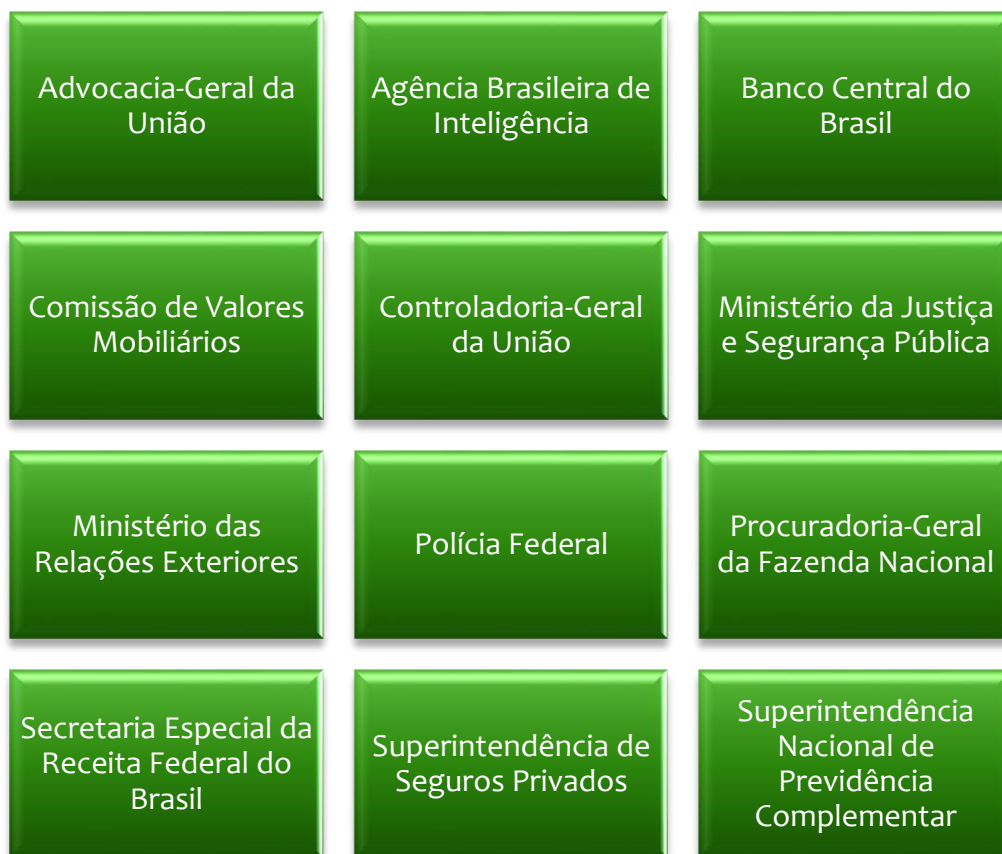 Advocacia-Geral da
União
Agência Brasileira de
Inteligência
Banco Central do
Brasil
Comissão de Valores
Mobiliários
Controladoria-Geral
da União
Ministério da Justiça
e Segurança Pública
Ministério das
Relações Exteriores
Polícia Federal
Procuradoria-Geral
da Fazenda Nacional
Secretaria Especial da
Receita Federal do
Brasil
Superintendência de
Seguros Privados
Superintendência
Nacional de
Previdência
Complementar